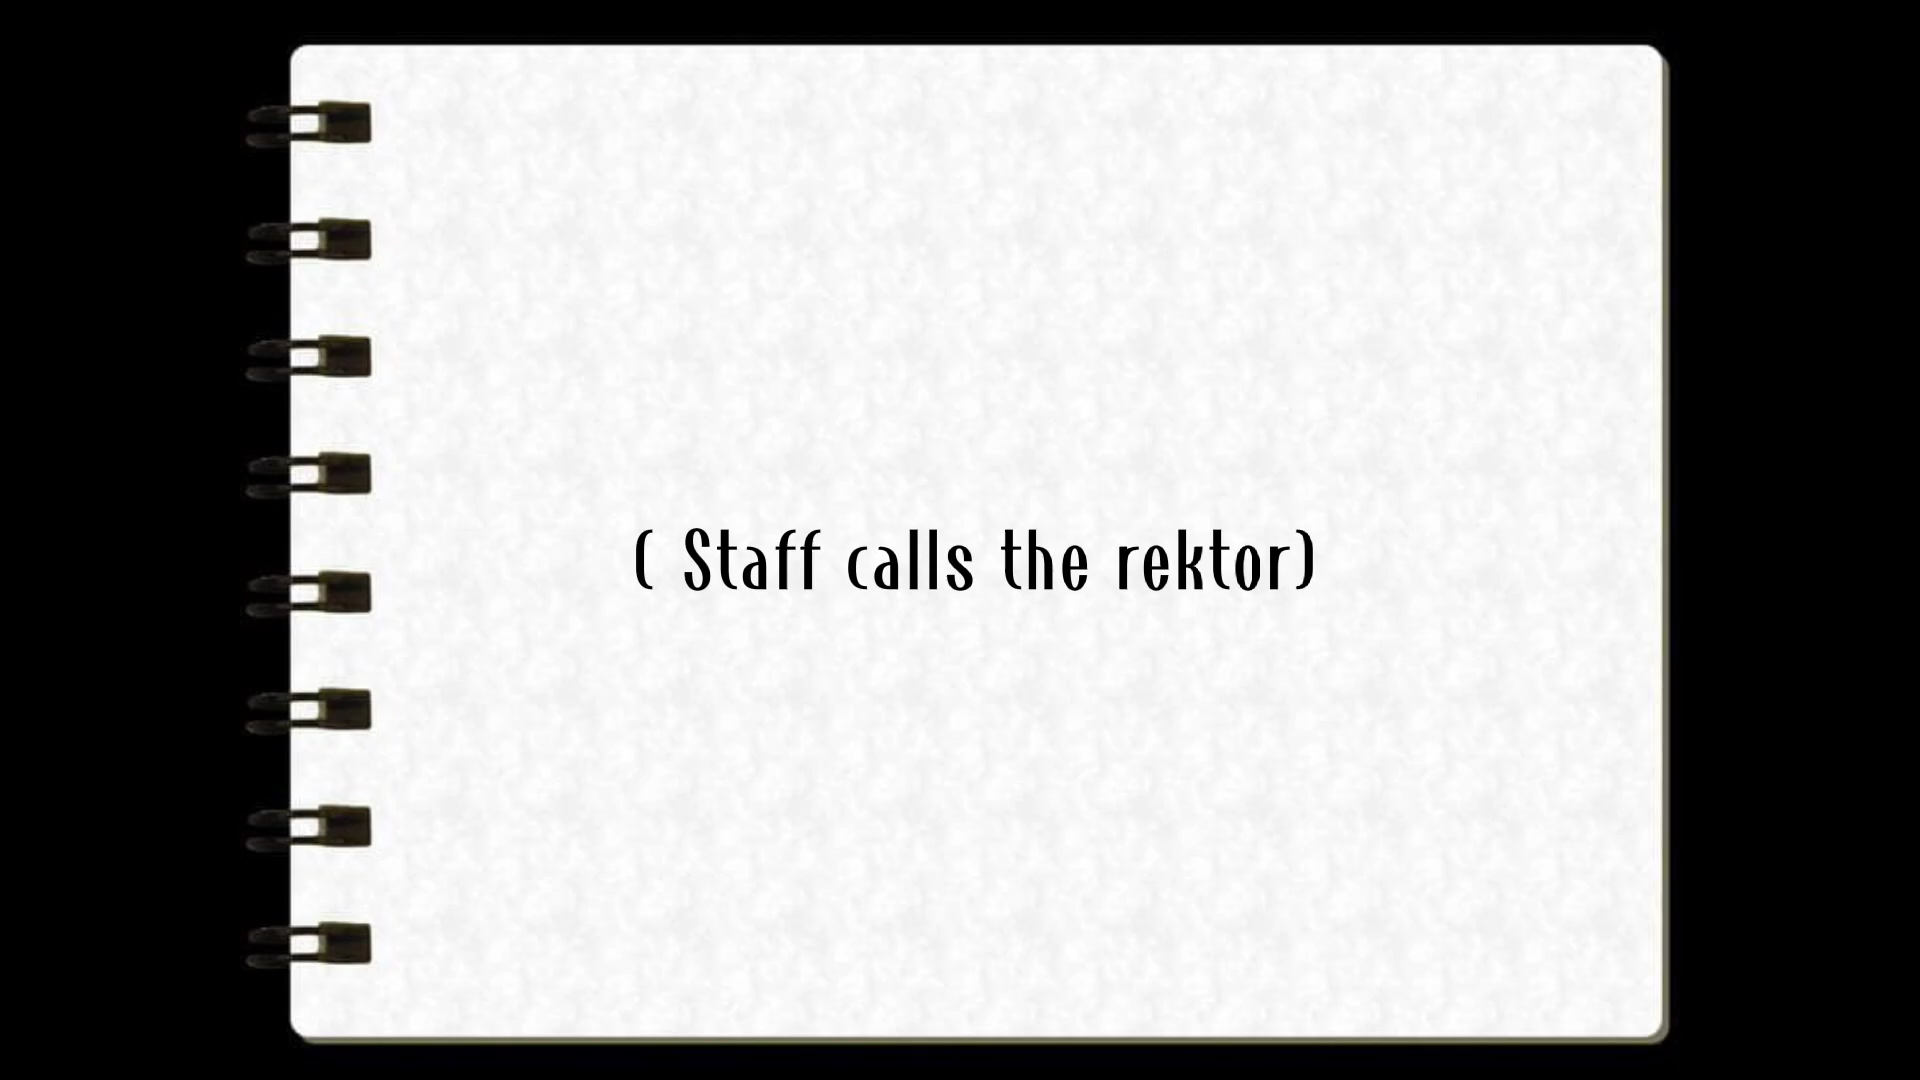 ( Staff calls the rektor)